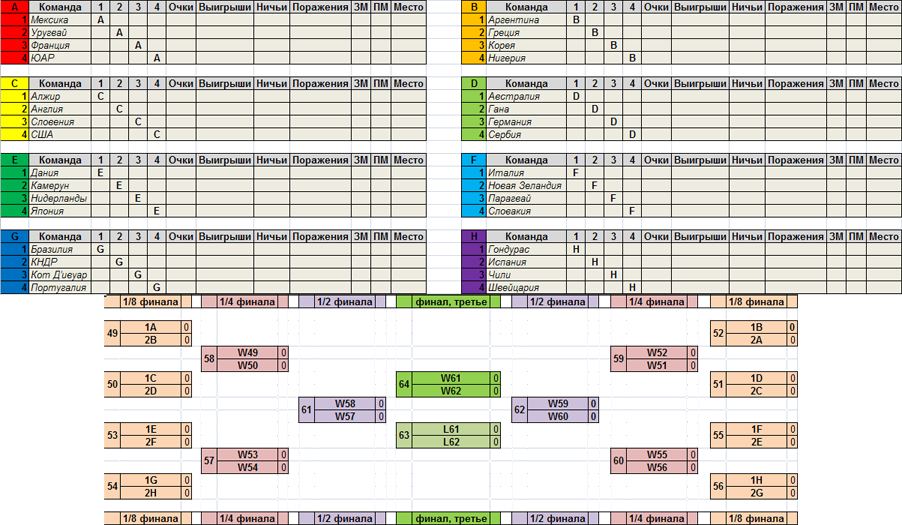 A Команда 1 2 3 4 Очки Выигрыши Ничьи Поражения ЗМ ПМ Место
1 Мексика A
2 Уругвай A
3 Франция A
4 ЮАР A
B Команда 1 2 3 4 Очки Выигрыши Ничьи Поражения ЗМ ПМ Место
1 Аргентина B
2 Греция B
3 Корея B
4 Нигерия B
C Команда 1 2 3 4 Очки Выигрыши Ничьи Поражения ЗМ ПМ Место
1 Алжир C
2 Англия C
3 Словения C
4 США C
D Команда 1 2 3 4 Очки Выигрыши Ничьи Поражения ЗМ ПМ Место
1 Австралия D
2 Гана D
3 Германия D
4 Сербия D
E Команда 1 2 3 4 Очки Выигрыши Ничьи Поражения ЗМ ПМ Место
1 Дания E
2 Камерун E
3 Нидерланды E
4 Япония E
F Команда 1 2 3 4 Очки Выигрыши Ничьи Поражения ЗМ ПМ Место
1 Италия F
2 Новая Зеландия F
3 Парагвай F
4 Словакия F
G Команда 1 2 3 4 Очки Выигрыши Ничьи Поражения ЗМ ПМ Место
1 Бразилия G
2 КНДР G
3 Кот Д'ивуар G
4 Португалия G
H Команда 1 2 3 4 Очки Выигрыши Ничьи Поражения ЗМ ПМ Место
1 Гондурас H
2 Испания H
3 Чили H
4 Швейцария H
1/8 финала 1/4 финала 1/2 финала финал, третье 1/2 финала 1/4 финала 1/8 финала
49 1A 0 52 1B 0
2B 0 2A 0
58 W49 0 59 W52 0
W50 0 W51 0
50 1C 0 64 W61 0 51 1D 0
2D 0 W62 0 2C 0
61 W58 0 62 W59 0
W57 0 W60 0
53 1E 0 63 L61 0 55 1F 0
2F 0 L62 0 2E 0
57 W53 0 60 W55 0
W54 0 W56 0
54 1G 0 56 1H 0
2H 0 2G 0
1/8 финала 1/4 финала 1/2 финала финал, третье 1/2 финала 1/4 финала 1/8 финала